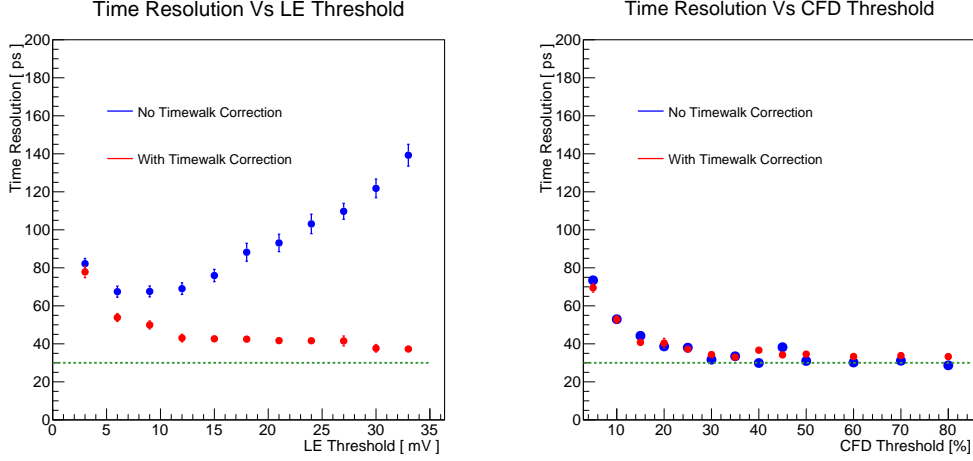 Time Resolution Vs LE Threshold
Time Resolution [ ps ]
200
180
160
140
120
100
80
60
40
20
0
No Timewalk Correction
With Timewalk Correction
0 5 10 15 20 25 30 35
LE Threshold [ mV ]
Time Resolution Vs CFD Threshold
Time Resolution [ ps ]
200
180
160
140
120
100
80
60
40
20
0
No Timewalk Correction
With Timewalk Correction
10 20 30 40 50 60 70 80
CFD Threshold [%]